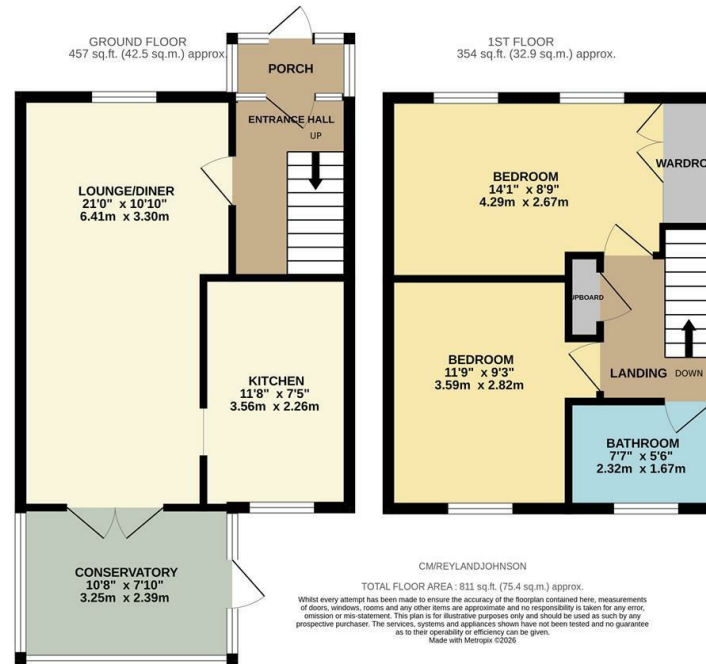 GROUND FLOOR
457 sq.ft. (42.5 sq.m.) approx.
PORCH
ENTRANCE HALL
UP
LOUNGE/DINER
21'0" x 10'10"
6.41m x 3.30m
KITCHEN
11'8" x 7'5"
3.56m x 2.26m
CONSERVATORY
10'8" x 7'10"
3.25m x 2.39m
1ST FLOOR
354 sq.ft. (32.9 sq.m.) approx.
BEDROOM
14'1" x 8'9"
4.29m x 2.67m
WARDRO
UPBOARD
BEDROOM
11'9" x 9'3"
3.59m x 2.82m
LANDING
DOWN
BATHROOM
7'7" x 5'6"
2.32m x 1.67m
CM/REYLANDJOHNSON
TOTAL FLOOR AREA : 811 sq.ft. (75.4 sq.m.) approx.
Whilst every attempt has been made to ensure the accuracy of the floorplan contained here, measurements
of doors, windows, rooms and any other items are approximate and no responsibility is taken for any error,
omission or mis-statement. This plan is for illustrative purposes only and should be used as such by any
prospective purchaser. The services, systems and appliances shown have not been tested and no guarantee
as to their operability or efficiency can be given.
Made with Metropix ©2026